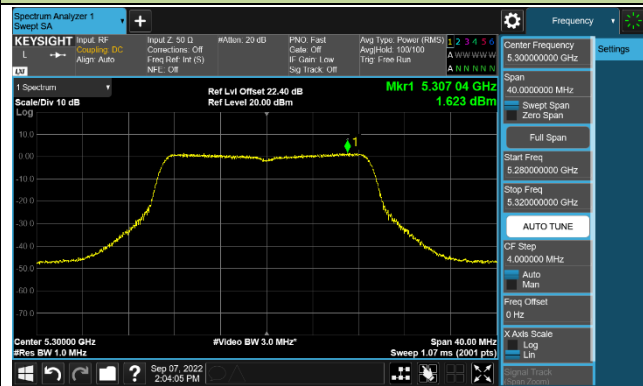 Spectrum Analyzer 1
Swept SA
+
Frequency
KEYSIGHT
L
LXI
Input: RF
Coupling: DC
Align: Auto
Input Z: 50 Ω
Corrections: Off
Freq Ref: Int (S)
NFE: Off
#Atten: 20 dB
PNO: Fast
Gate: Off
IF Gain: Low
Sig Track: Off
Avg Type: Power (RMS)
Avg|Hold: 100/100
Trig: Free Run
1 2 3 4 5 6
A W W W W W
A N N N N N
1 Spectrum
Scale/Div 10 dB
Log
Ref Lvl Offset 22.40 dB
Ref Level 20.00 dBm
Mkr1 5.307 04 GHz
1.623 dBm
1
10.0
0.00
-10.0
-20.0
-30.0
-40.0
-50.0
-60.0
-70.0
Center 5.30000 GHz
#Res BW 1.0 MHz
#Video BW 3.0 MHz*
Span 40.00 MHz
Sweep 1.07 ms (2001 pts)
Center Frequency
5.300000000 GHz
Span
40.0000000 MHz
Swept Span
Zero Span
Full Span
Start Freq
5.280000000 GHz
Stop Freq
5.320000000 GHz
AUTO TUNE
CF Step
4.000000 MHz
Auto
Man
Freq Offset
0 Hz
X Axis Scale
Log
Lin
Signal Track
(Span Zoom)
Settings
?
Sep 07, 2022
2:04:05 PM